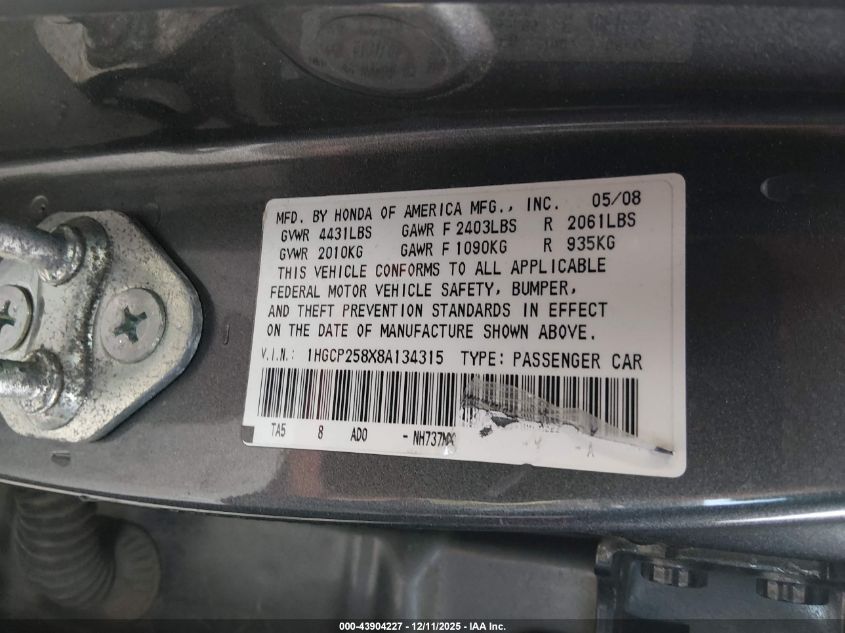 MFD. BY HONDA OF AMERICA MFG., INC. 05/08
GVWR 4431LBS GAWR F 2403LBS R 2061LBS
GVWR 2010KG GAWR F 1090KG R 935KG
THIS VEHICLE CONFORMS TO ALL APPLICABLE
FEDERAL MOTOR VEHICLE SAFETY, BUMPER,
AND THEFT PREVENTION STANDARDS IN EFFECT
ON THE DATE OF MANUFACTURE SHOWN ABOVE.
V.I.N.: 1HGCP258X8A134315 TYPE: PASSENGER CAR
TA5 8 AD0 - NH737MX Y - A
000-43904227 - 12/11/2025 - IAA Inc.